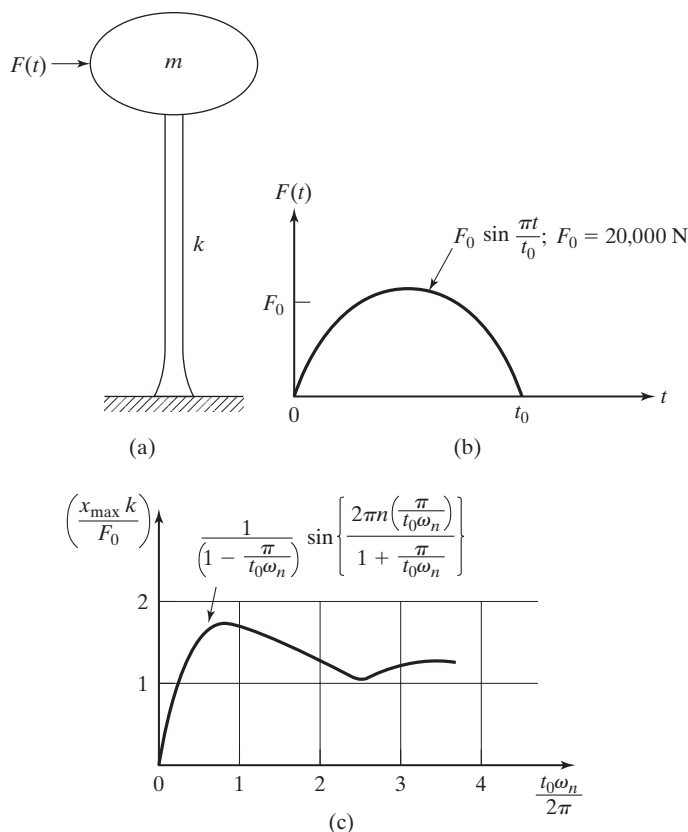 F(t)
m
k
(a)
F(t)
F₀ sin πt/t₀; F₀ = 20,000 N
F₀
0
t₀
t
(b)
(x_max k / F₀)
1/(1 − π/(t₀ωₙ)) sin{2πn(π/(t₀ωₙ)) / (1 + π/(t₀ωₙ))}
2
1
0
1
2
3
4
t₀ωₙ/2π
(c)